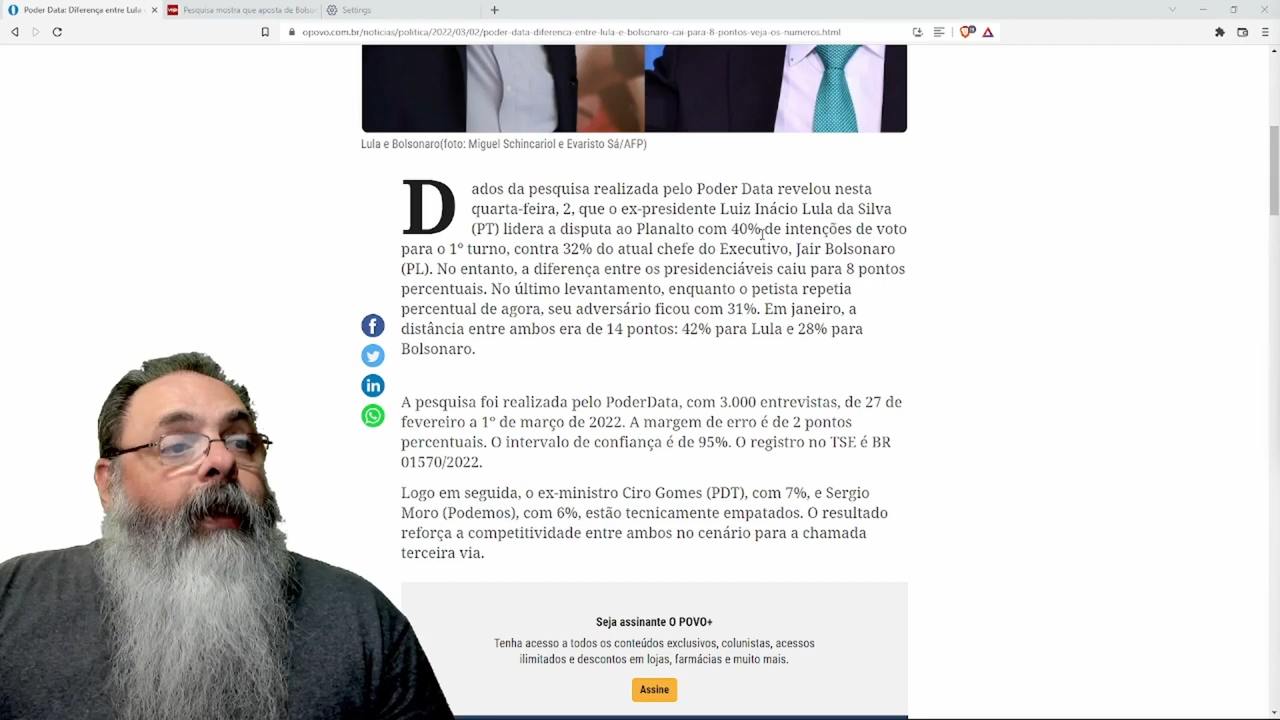 Poder Data: Diferença entre Lula
Pesquisa mostra que aposta de Bolso
Settings
opovo.com.br/noticias/politica/2022/03/02/poder-data-diferenca-entre-lula-e-bolsonaro-cai-para-8-pontos-veja-os-numeros.html
Lula e Bolsonaro(foto: Miguel Schincariol e Evaristo Sá/AFP)
Dados da pesquisa realizada pelo Poder Data revelou nesta
quarta-feira, 2, que o ex-presidente Luiz Inácio Lula da Silva
(PT) lidera a disputa ao Planalto com 40% de intenções de voto
para o 1º turno, contra 32% do atual chefe do Executivo, Jair Bolsonaro
(PL). No entanto, a diferença entre os presidenciáveis caiu para 8 pontos
percentuais. No último levantamento, enquanto o petista repetia
percentual de agora, seu adversário ficou com 31%. Em janeiro, a
distância entre ambos era de 14 pontos: 42% para Lula e 28% para
Bolsonaro.
A pesquisa foi realizada pelo PoderData, com 3.000 entrevistas, de 27 de
fevereiro a 1º de março de 2022. A margem de erro é de 2 pontos
percentuais. O intervalo de confiança é de 95%. O registro no TSE é BR
01570/2022.
Logo em seguida, o ex-ministro Ciro Gomes (PDT), com 7%, e Sergio
Moro (Podemos), com 6%, estão tecnicamente empatados. O resultado
reforça a competitividade entre ambos no cenário para a chamada
terceira via.
Seja assinante O POVO+
Tenha acesso a todos os conteúdos exclusivos, colunistas, acessos
ilimitados e descontos em lojas, farmácias e muito mais.
Assine